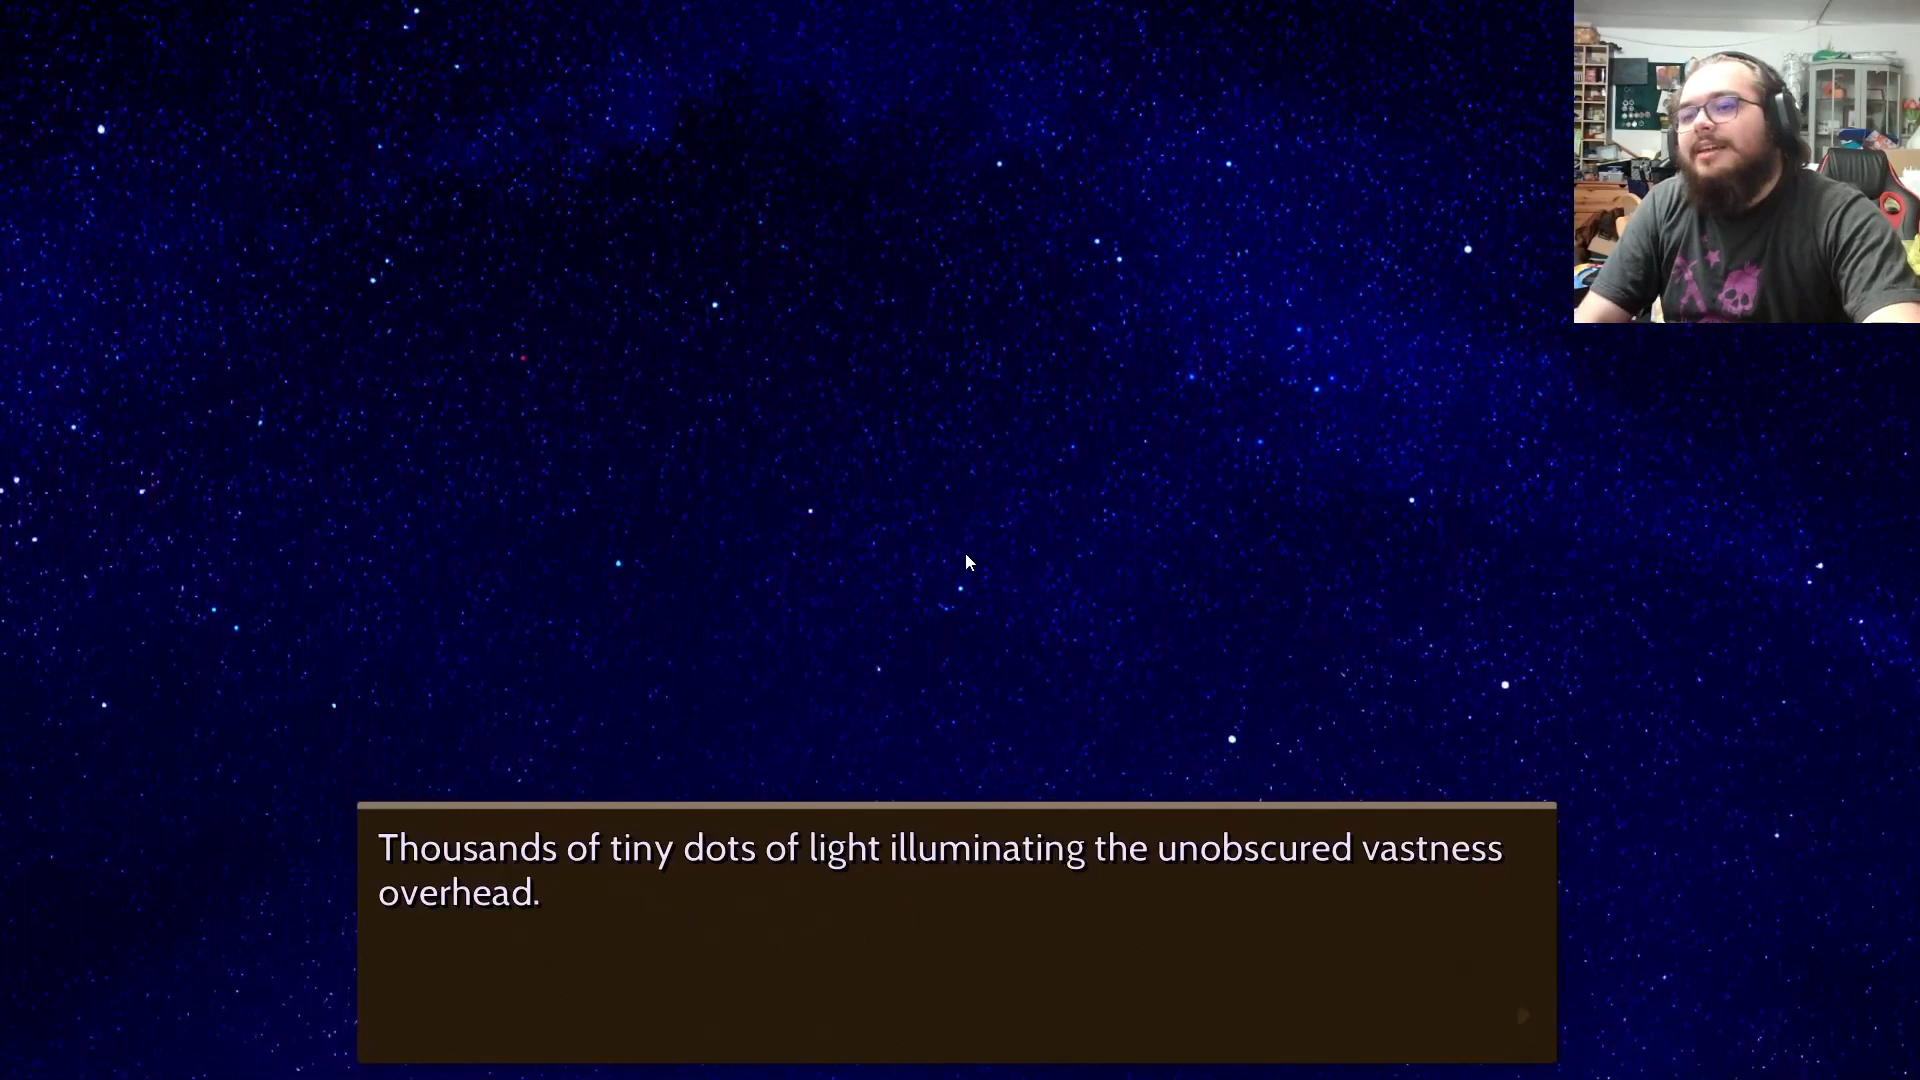 Thousands of tiny dots of light illuminating the unobscured vastness
overhead.